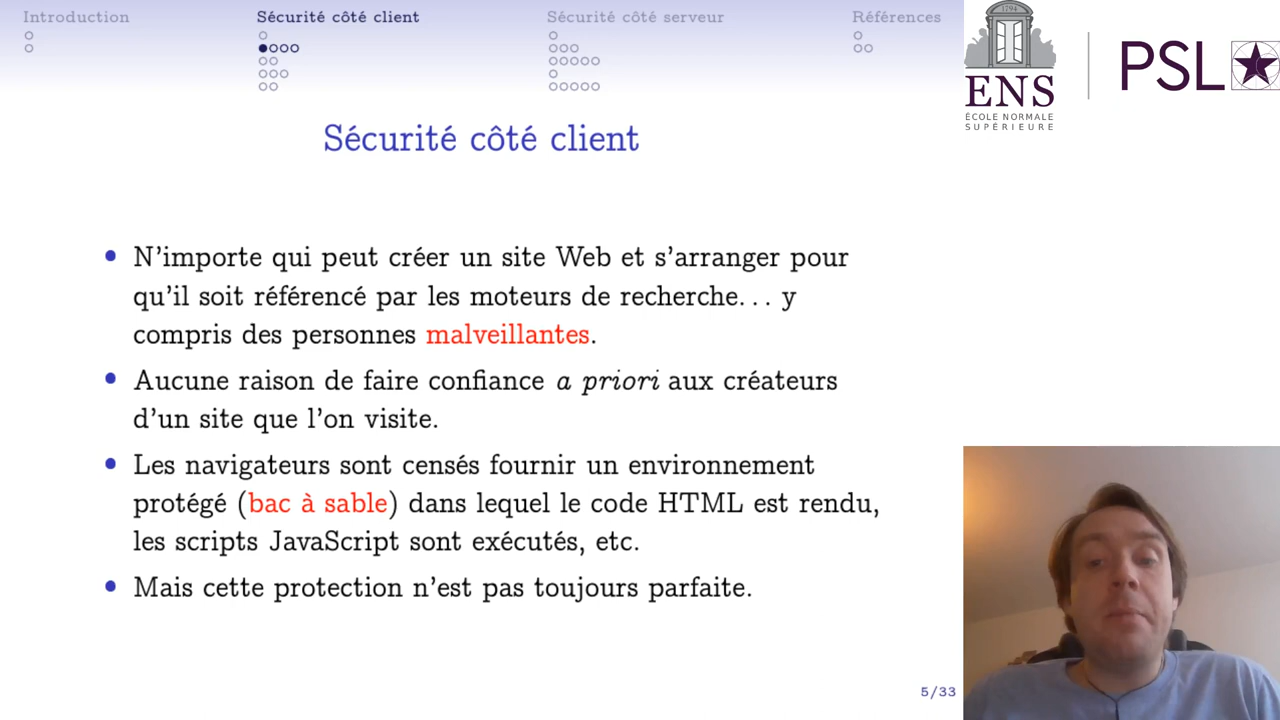 Introduction
Sécurité côté client
Sécurité côté serveur
Références
1794
ENS
ÉCOLE NORMALE
SUPÉRIEURE
PSL
Sécurité côté client
N'importe qui peut créer un site Web et s'arranger pour
qu'il soit référencé par les moteurs de recherche... y
compris des personnes malveillantes.
Aucune raison de faire confiance a priori aux créateurs
d'un site que l'on visite.
Les navigateurs sont censés fournir un environnement
protégé (bac à sable) dans lequel le code HTML est rendu,
les scripts JavaScript sont exécutés, etc.
Mais cette protection n'est pas toujours parfaite.
5/33